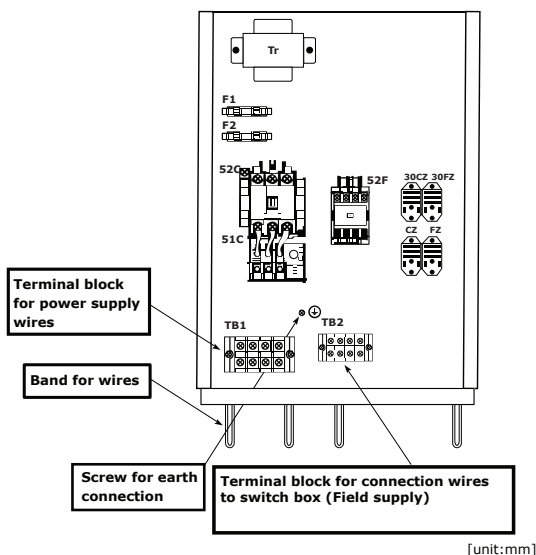 Tr
F1
F2
52C
52F
30CZ 30FZ
CZ FZ
51C
Terminal block
for power supply
wires
TB1
TB2
Band for wires
Screw for earth
connection
Terminal block for connection wires
to switch box (Field supply)
[unit:mm]